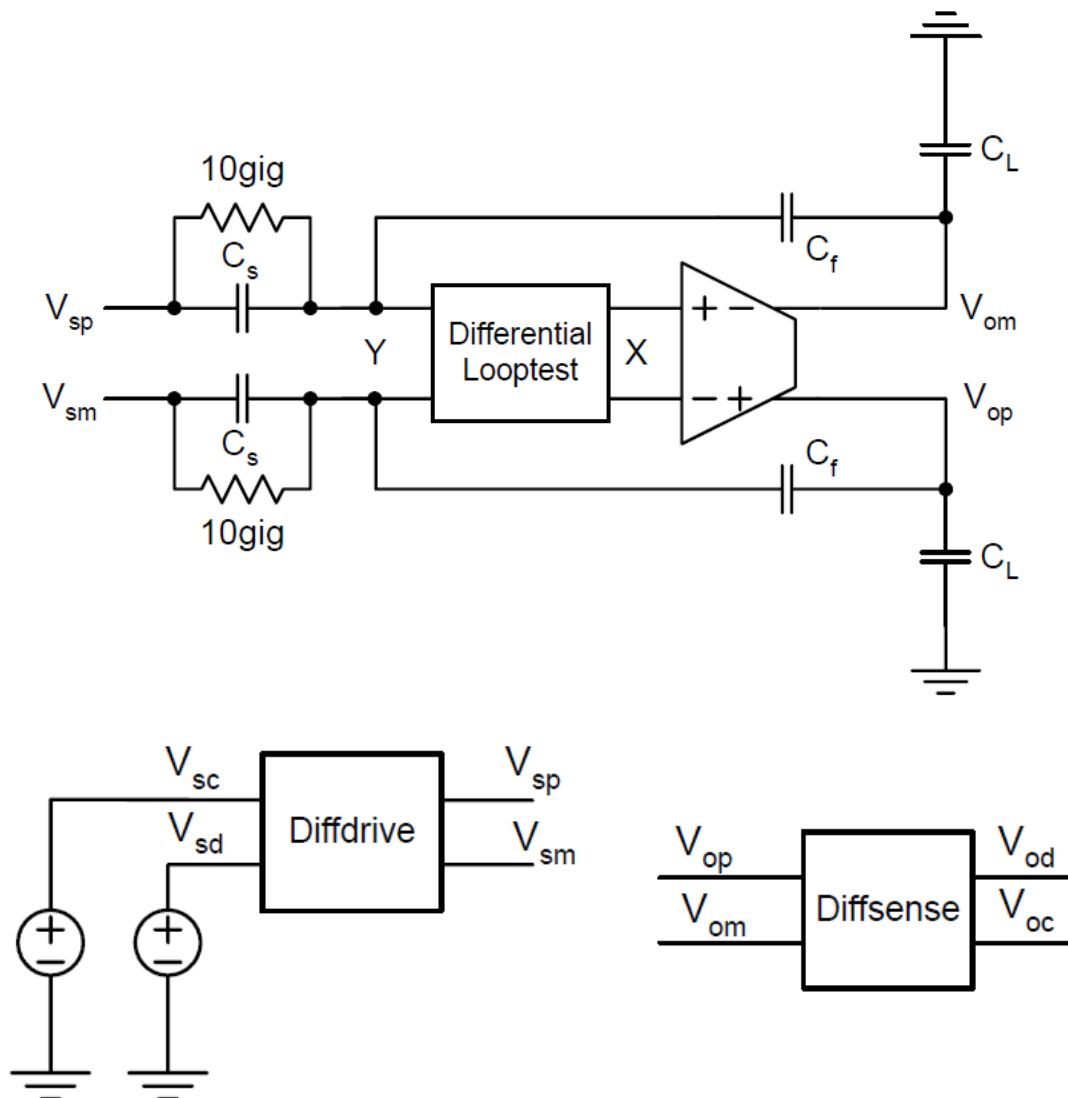 C_L
10gig
C_s
C_f
V_sp
Y
Differential
Looptest
X
+ −
V_om
V_sm
− +
V_op
C_s
C_f
10gig
C_L
V_sc
V_sp
V_sd
Diffdrive
V_sm
+
−
+
−
V_op
V_od
Diffsense
V_om
V_oc